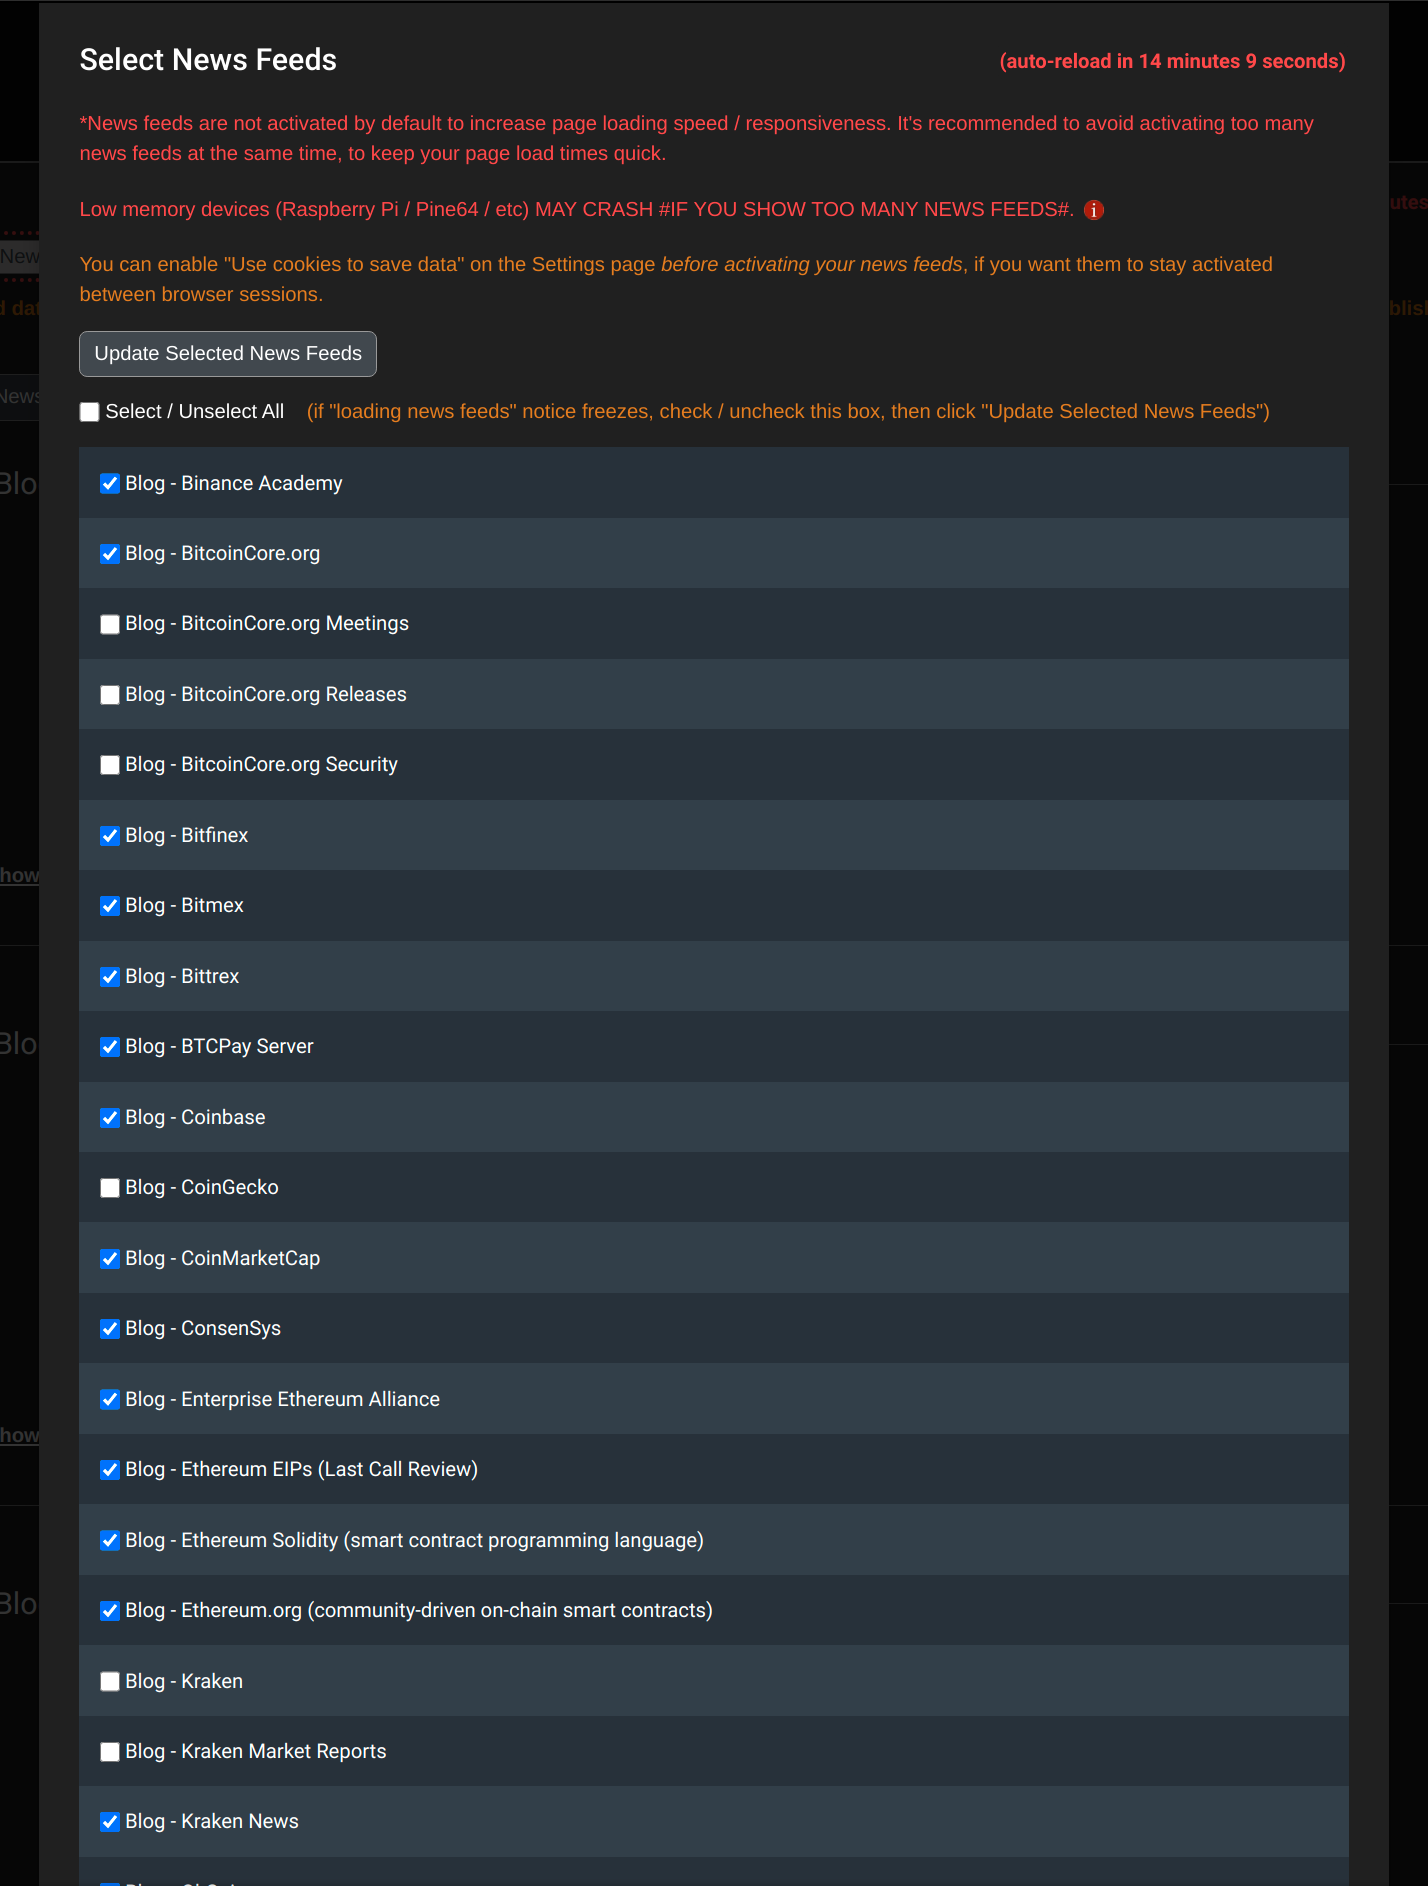 Select News Feeds
(auto-reload in 14 minutes 9 seconds)
*News feeds are not activated by default to increase page loading speed / responsiveness. It's recommended to avoid activating too many
news feeds at the same time, to keep your page load times quick.
Low memory devices (Raspberry Pi / Pine64 / etc) MAY CRASH #IF YOU SHOW TOO MANY NEWS FEEDS#.
You can enable "Use cookies to save data" on the Settings page before activating your news feeds, if you want them to stay activated
between browser sessions.
Update Selected News Feeds
Select / Unselect All (if "loading news feeds" notice freezes, check / uncheck this box, then click "Update Selected News Feeds")
Blog - Binance Academy
Blog - BitcoinCore.org
Blog - BitcoinCore.org Meetings
Blog - BitcoinCore.org Releases
Blog - BitcoinCore.org Security
Blog - Bitfinex
Blog - Bitmex
Blog - Bittrex
Blog - BTCPay Server
Blog - Coinbase
Blog - CoinGecko
Blog - CoinMarketCap
Blog - ConsenSys
Blog - Enterprise Ethereum Alliance
Blog - Ethereum EIPs (Last Call Review)
Blog - Ethereum Solidity (smart contract programming language)
Blog - Ethereum.org (community-driven on-chain smart contracts)
Blog - Kraken
Blog - Kraken Market Reports
Blog - Kraken News